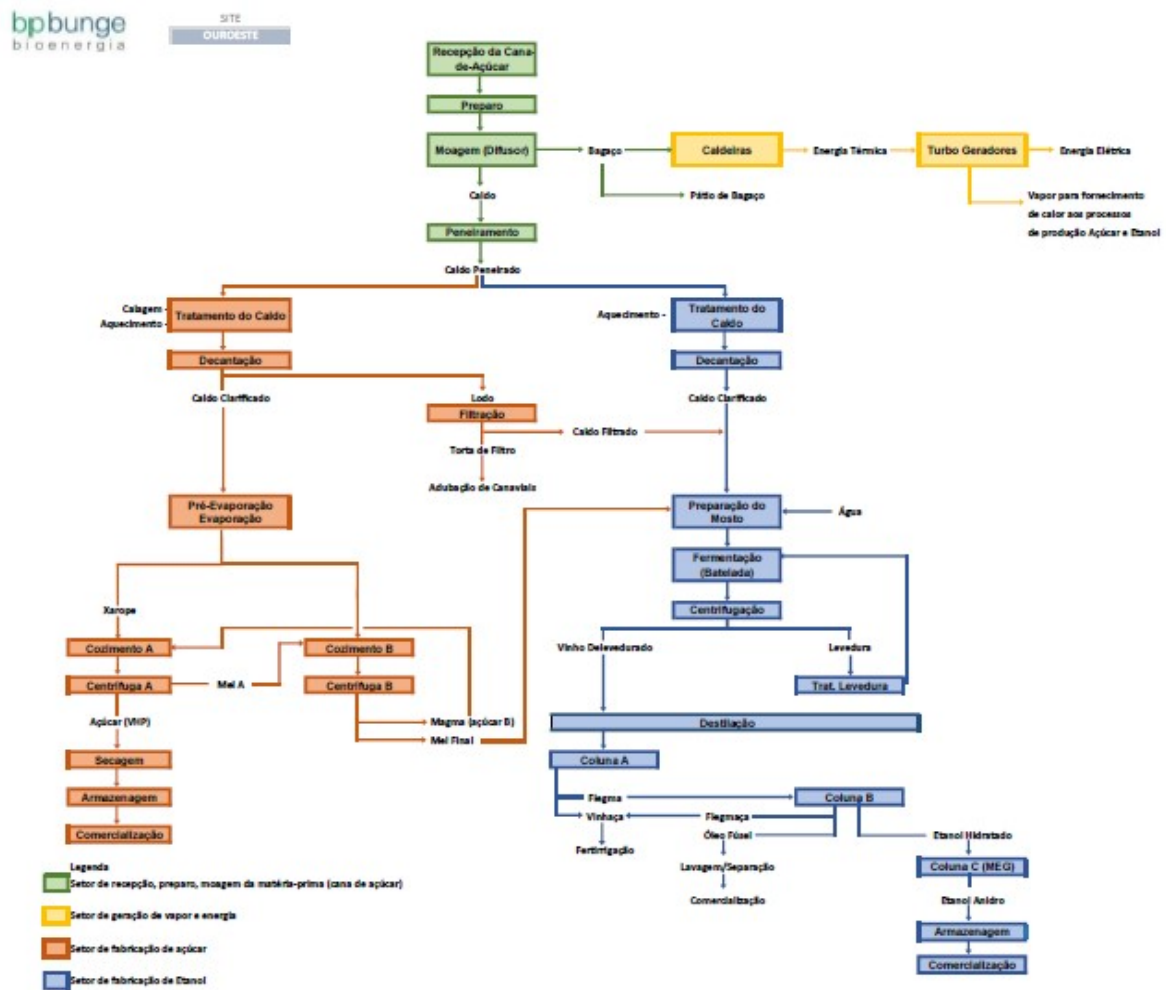 bpbunge
bioenergia
SITE
OUROESTE
Recepção da Cana-
de-Açúcar
Preparo
Moagem (Difusor)
Bagaço
Caldeiras
Energia Térmica
Turbo Geradores
Energia Elétrica
Caldo
Pátio de Bagaço
Vapor para fornecimento
de calor aos processos
de produção Açúcar e Etanol
Peneiramento
Caldo Peneirado
Calagem -
Aquecimento -
Tratamento do Caldo
Aquecimento -
Tratamento do
Caldo
Decantação
Decantação
Caldo Clarificado
Lodo
Caldo Clarificado
Filtração
Caldo Filtrado
Torta de Filtro
Adubação de Canaviais
Pré-Evaporação
Evaporação
Preparação do
Mosto
Água
Fermentação
(Batelada)
Xarope
Centrifugação
Cozimento A
Cozimento B
Vinho Delevedurado
Levedura
Centrífuga A
Mel A
Centrífuga B
Trat. Levedura
Açúcar (VHP)
Magma (açúcar B)
Destilação
Mel Final
Secagem
Coluna A
Armazenagem
Flegma
Coluna B
Vinhaça
Flegmaça
Comercialização
Óleo Fúsel
Etanol Hidratado
Fertirrigação
Lavagem/Separação
Coluna C (MEG)
Comercialização
Etanol Anidro
Armazenagem
Comercialização
Legenda
Setor de recepção, preparo, moagem da matéria-prima (cana de açúcar)
Setor de geração de vapor e energia
Setor de fabricação de açúcar
Setor de fabricação de Etanol